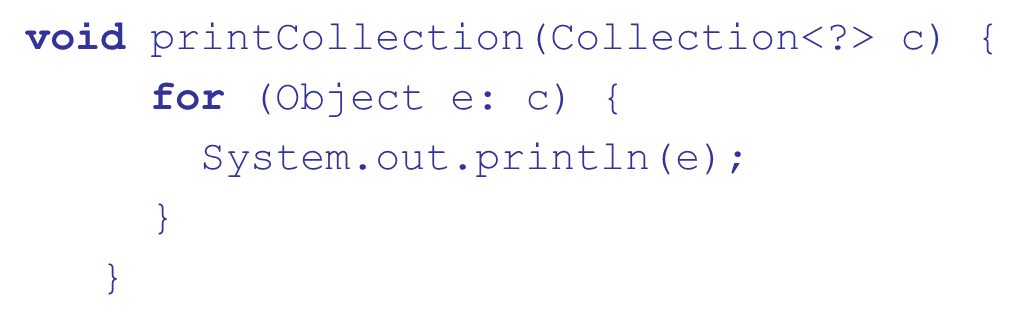 void printCollection(Collection<?> c) {
for (Object e: c) {
System.out.println(e);
}
}